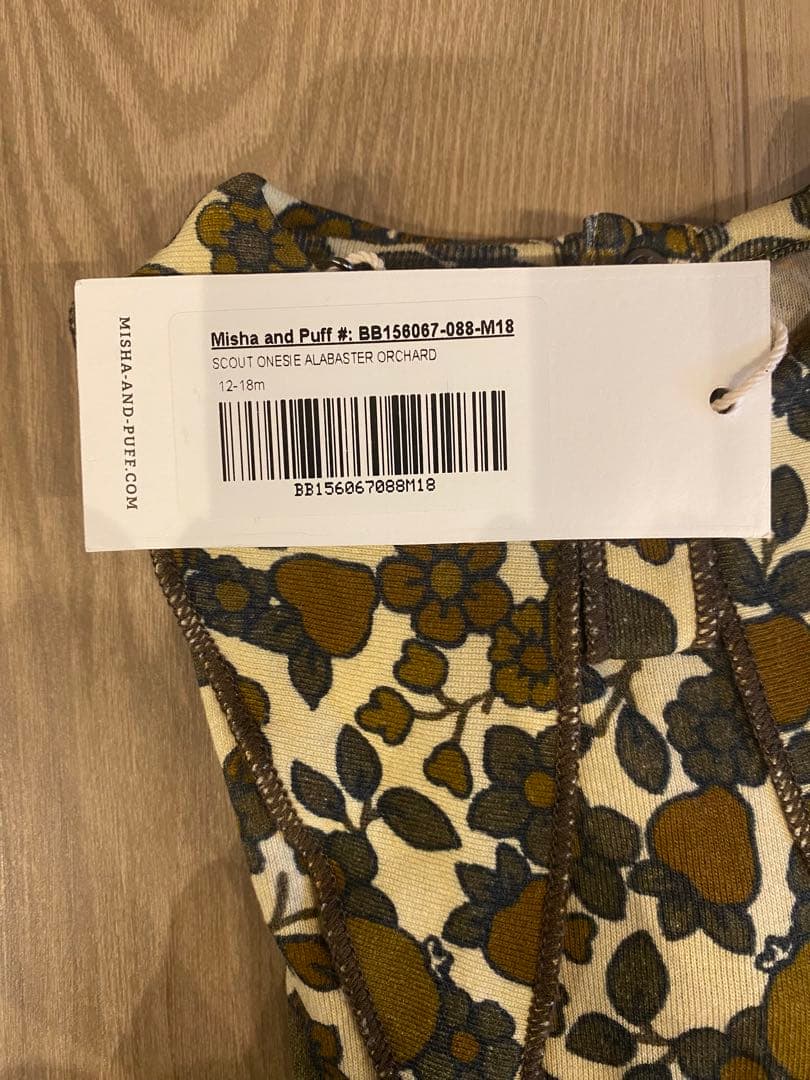 MISHA-AND-PUFF.COM
Misha and Puff #: BB156067-088-M18
SCOUT ONESIE ALABASTER ORCHARD
12-18m
BB156067088M18